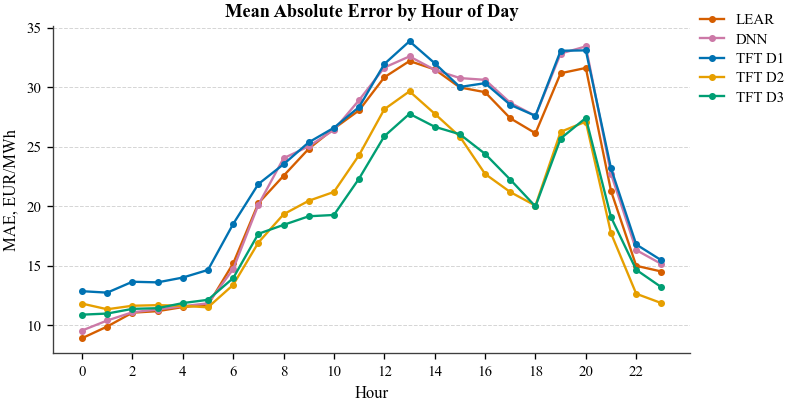 Mean Absolute Error by Hour of Day
LEAR
DNN
TFT D1
TFT D2
TFT D3
MAE, EUR/MWh
35
30
25
20
15
10
0 2 4 6 8 10 12 14 16 18 20 22
Hour